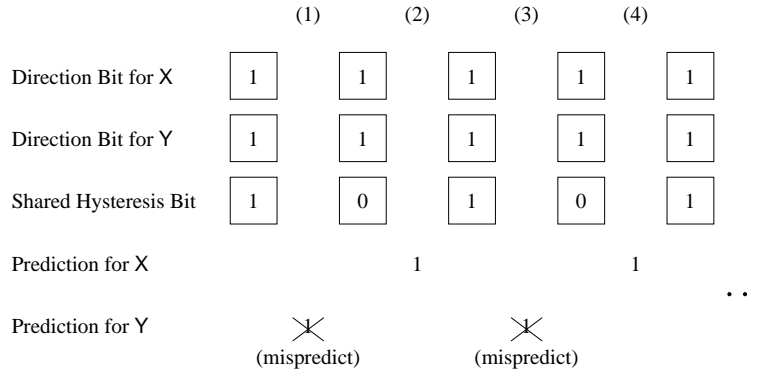 (1) (2) (3) (4)
Direction Bit for X 1 1 1 1 1
Direction Bit for Y 1 1 1 1 1
Shared Hysteresis Bit 1 0 1 0 1
Prediction for X 1 1
. .
Prediction for Y 1 1
(mispredict) (mispredict)